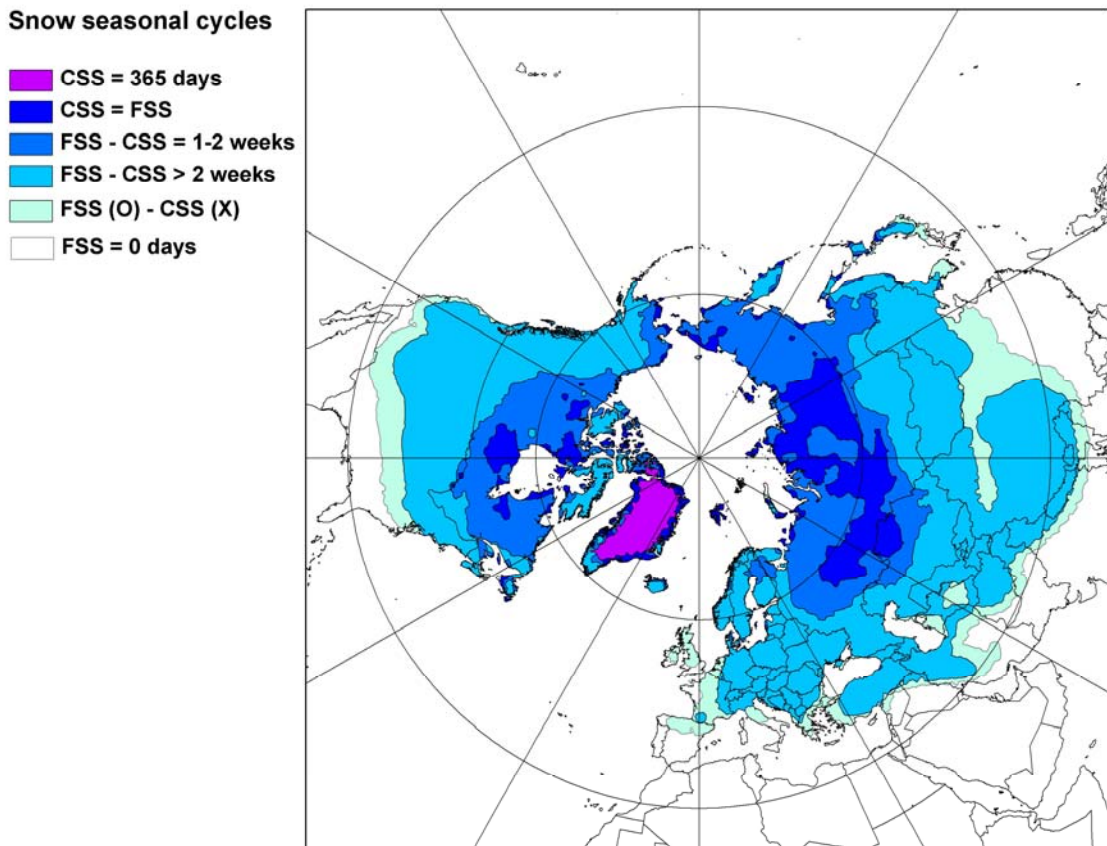 Snow seasonal cycles
CSS = 365 days
CSS = FSS
FSS - CSS = 1-2 weeks
FSS - CSS > 2 weeks
FSS (O) - CSS (X)
FSS = 0 days